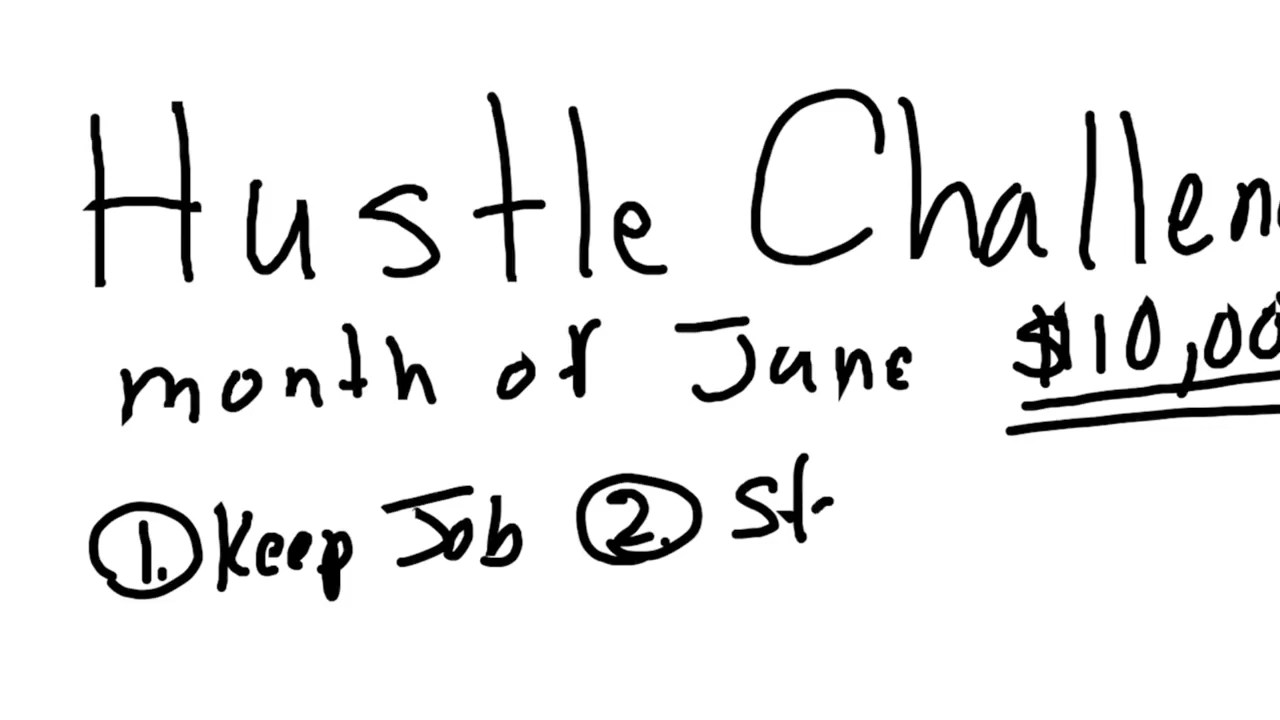 Hustle Challen
month of June $10,00
1. Keep Job 2. St